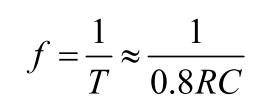 f = 1/T ≈ 1/0.8RC